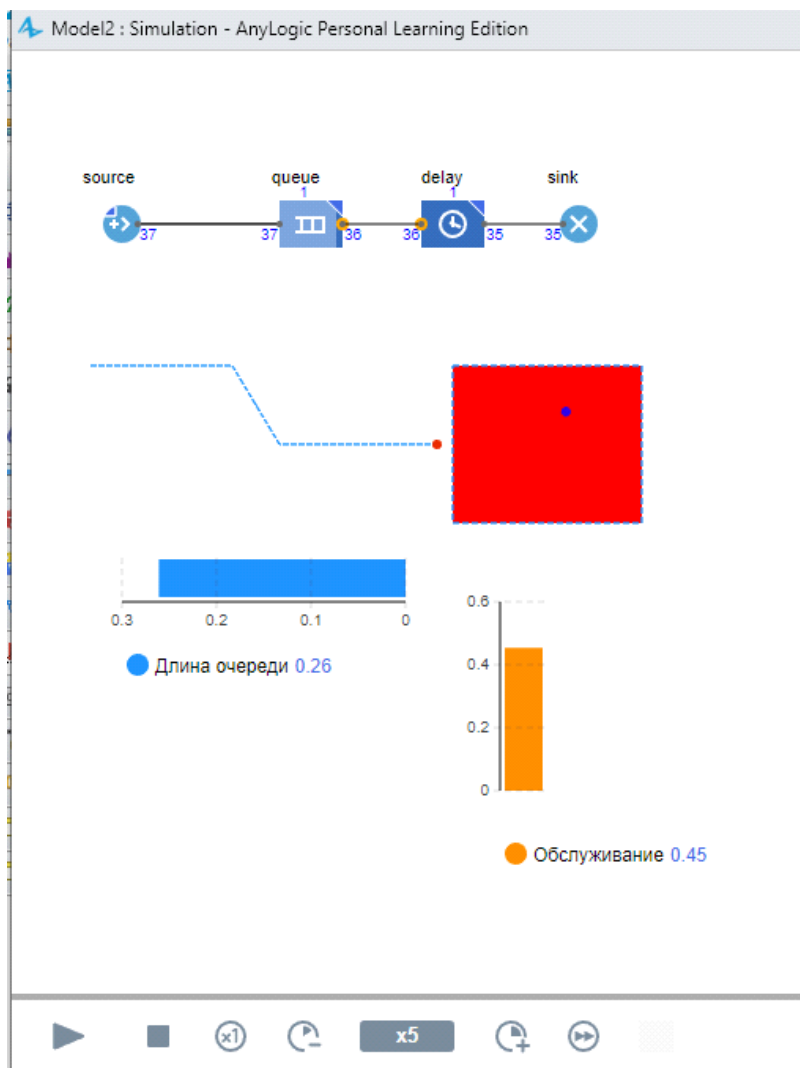 Model2 : Simulation - AnyLogic Personal Learning Edition
source queue delay sink
1 1
37 37 36 36 35 35
0.3 0.2 0.1 0
Длина очереди 0.26
0.6
0.4
0.2
0
Обслуживание 0.45
x1 x5